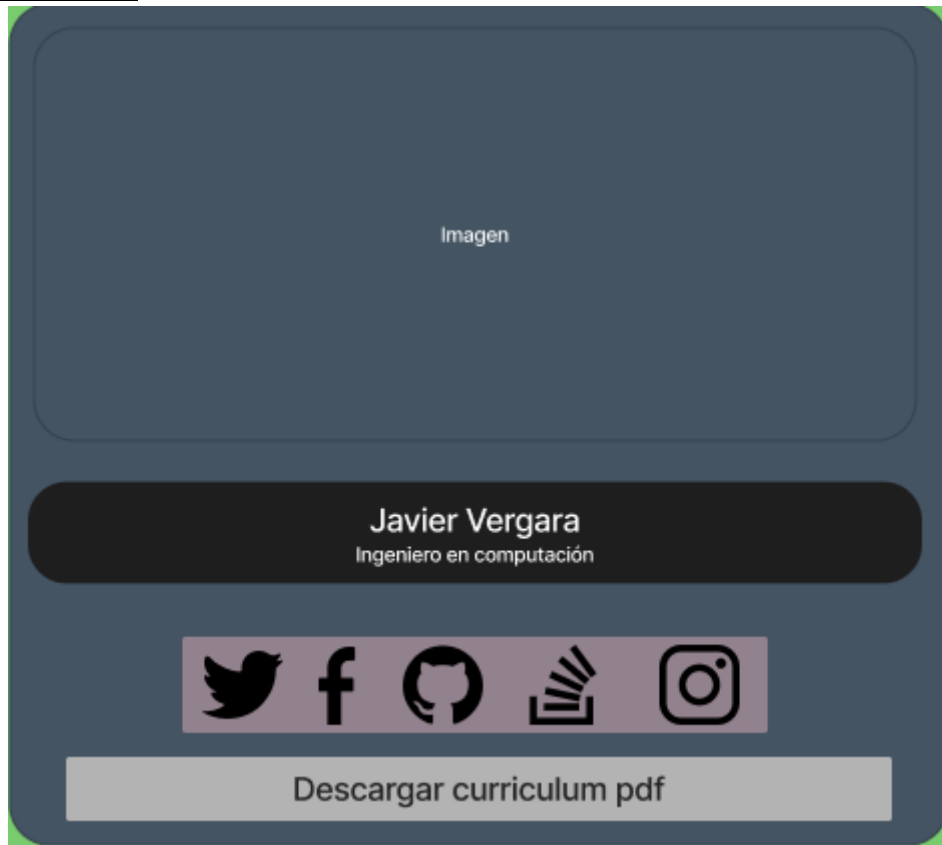 Imagen
Javier Vergara
Ingeniero en computación
Descargar curriculum pdf